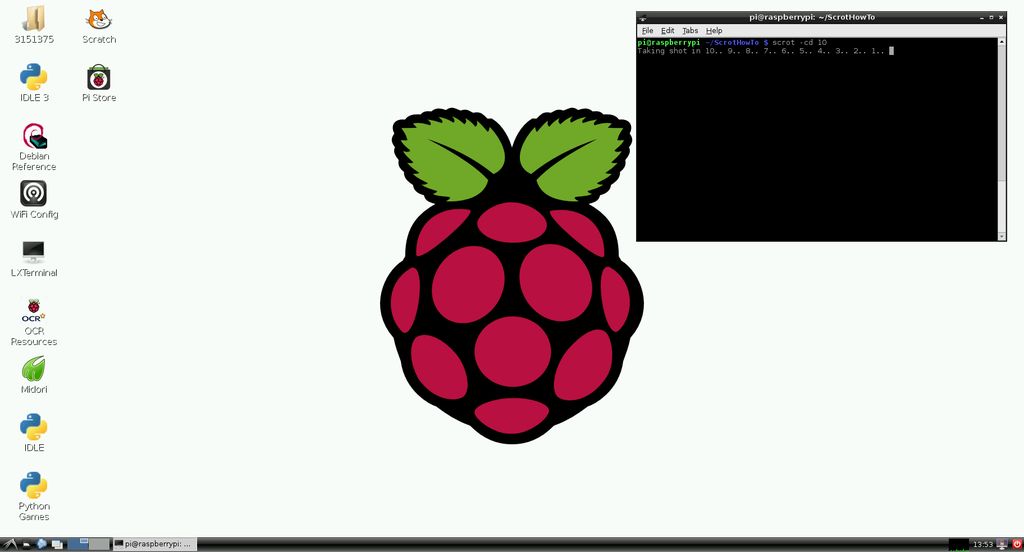 3151375
Scratch
IDLE 3
Pi Store
Debian
Reference
WiFi Config
LXTerminal
OCR
OCR
Resources
Midori
IDLE
Python
Games
pi@raspberrypi: ~/ScrotHowTo
File Edit Tabs Help
pi@raspberrypi ~/ScrotHowTo $ scrot -cd 10
Taking shot in 10.. 9.. 8.. 7.. 6.. 5.. 4.. 3.. 2.. 1..
pi@raspberrypi: ...
13:53